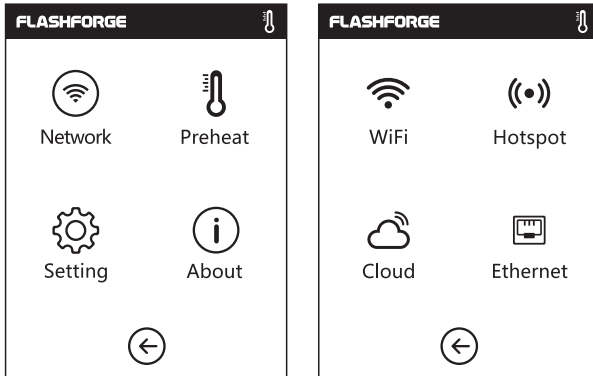 FLASHFORGE
Network
Preheat
Setting
About
FLASHFORGE
WiFi
Hotspot
Cloud
Ethernet